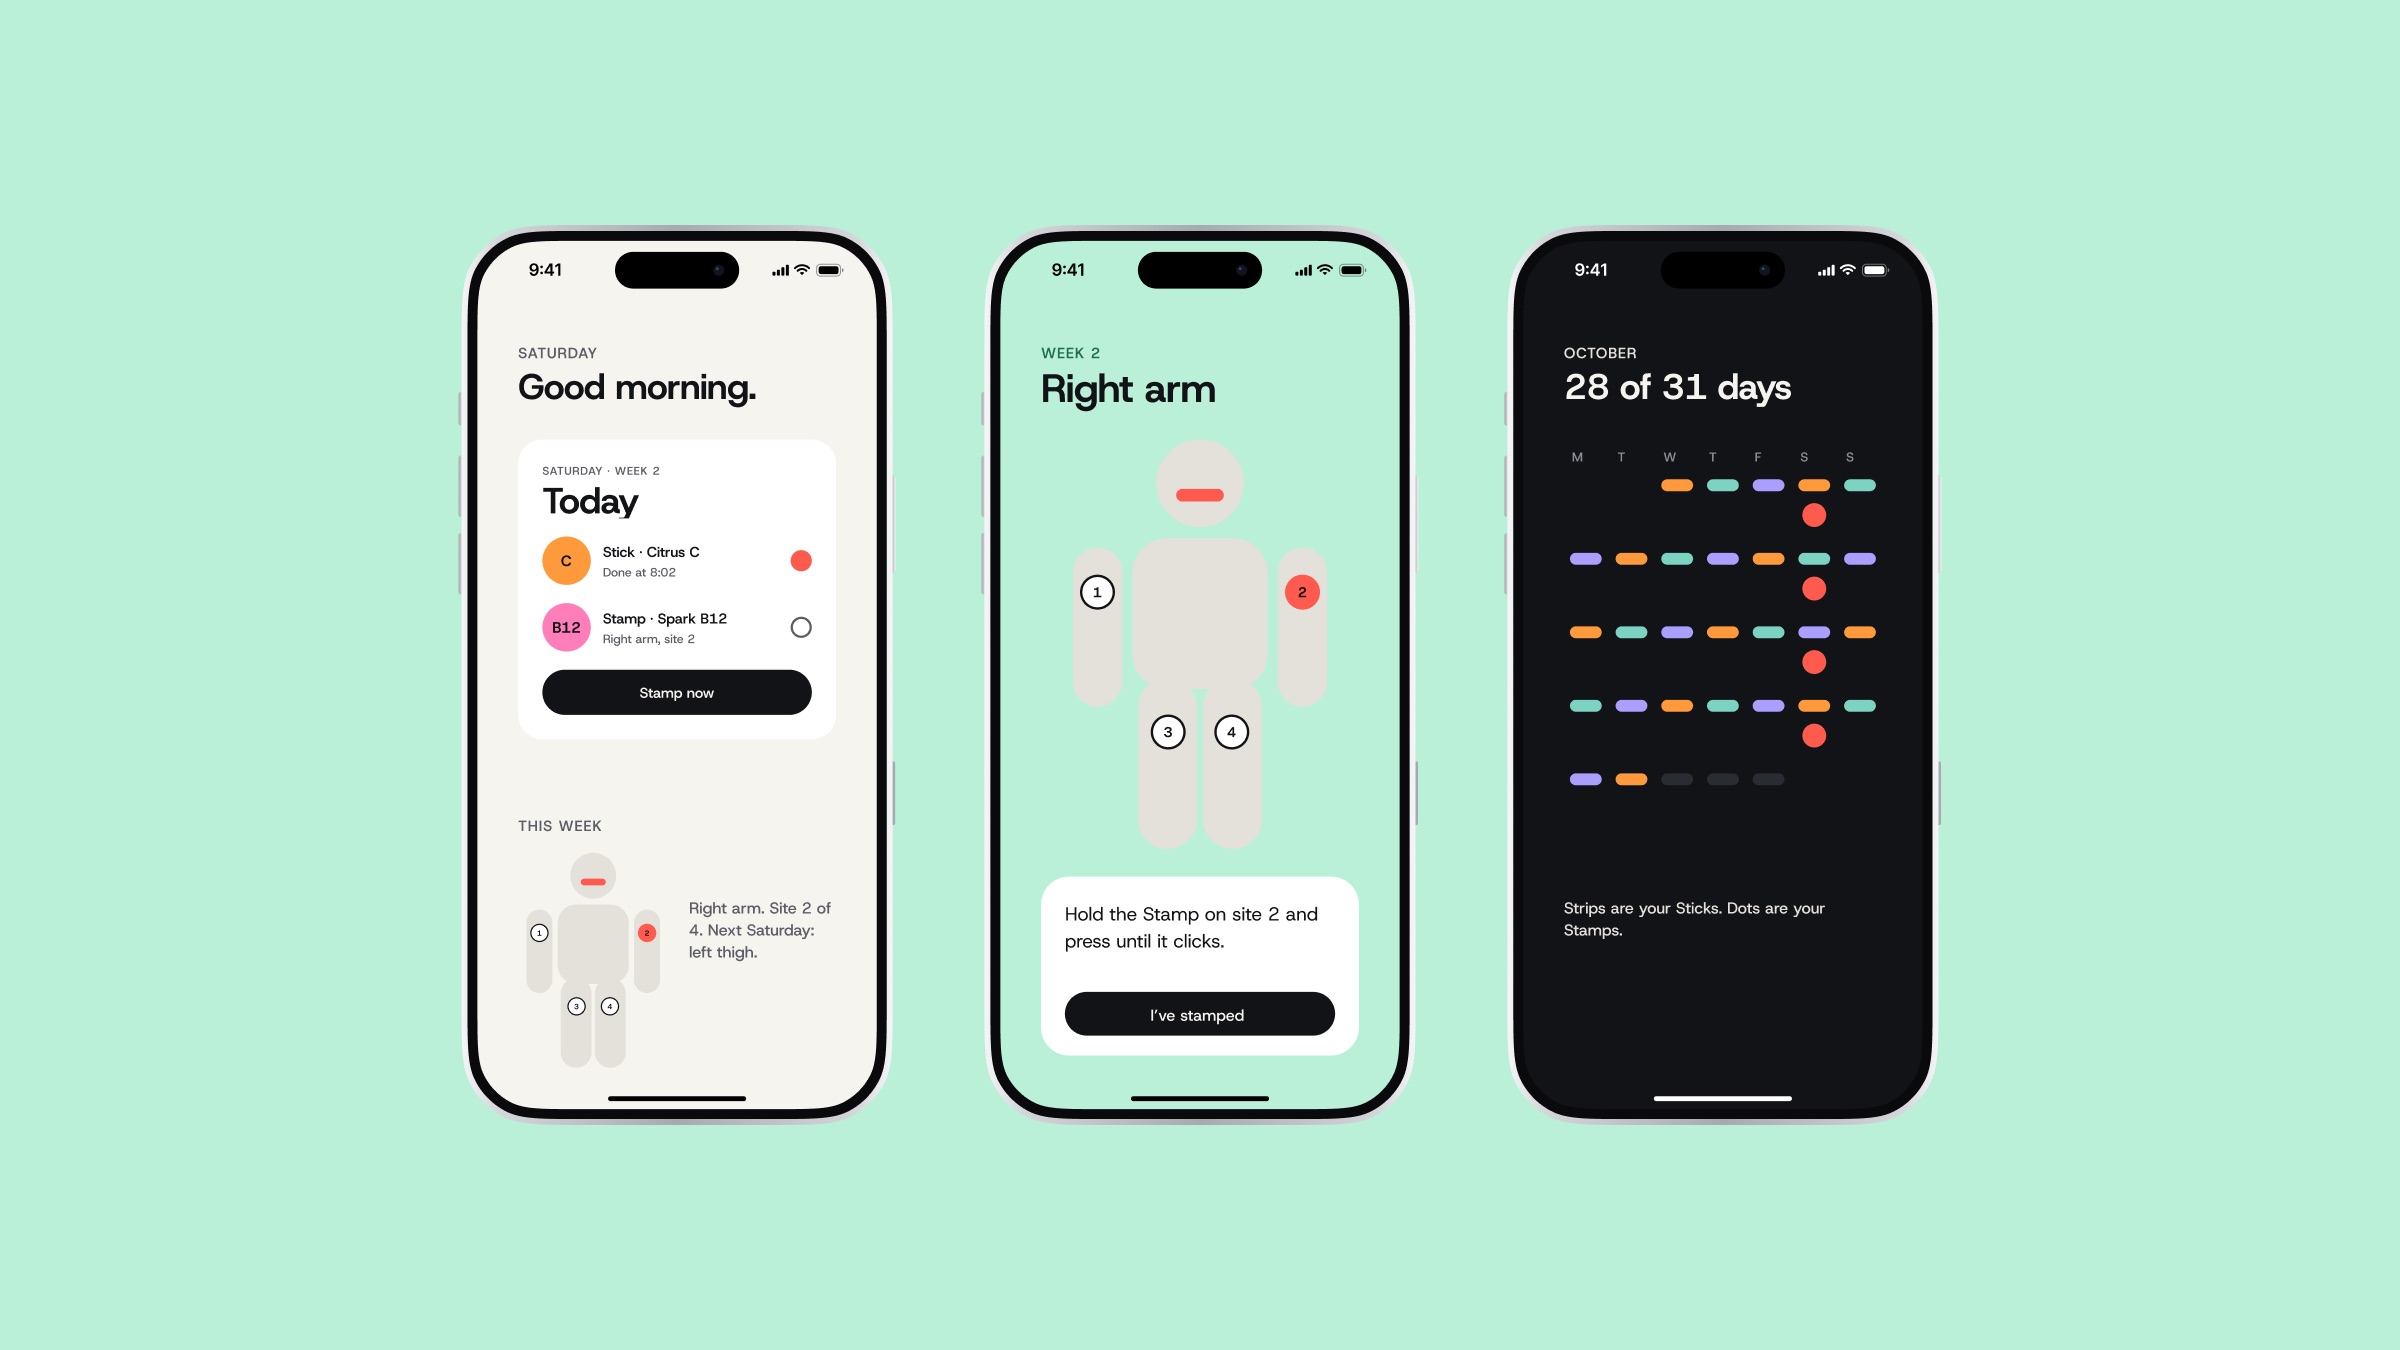 9:41
SATURDAY
Good morning.
SATURDAY · WEEK 2
Today
C
Stick · Citrus C
Done at 8:02
B12
Stamp · Spark B12
Right arm, site 2
Stamp now
THIS WEEK
1
2
3
4
Right arm. Site 2 of
4. Next Saturday:
left thigh.
9:41
WEEK 2
Right arm
1
2
3
4
Hold the Stamp on site 2 and
press until it clicks.
I've stamped
9:41
OCTOBER
28 of 31 days
M T W T F S S
Strips are your Sticks. Dots are your
Stamps.